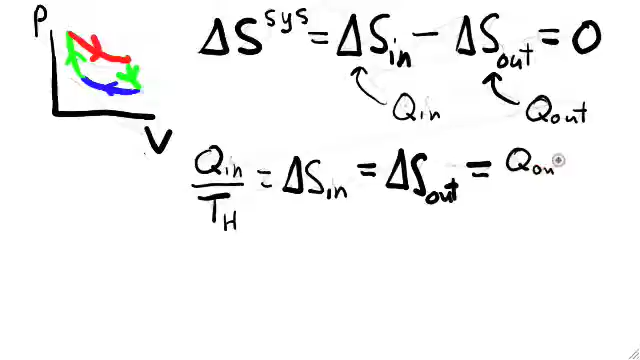 P
ΔS^sys = ΔS_in − ΔS_out = 0
Q_in
Q_out
V
Q_in/T_H = ΔS_in = ΔS_out = Q_ou